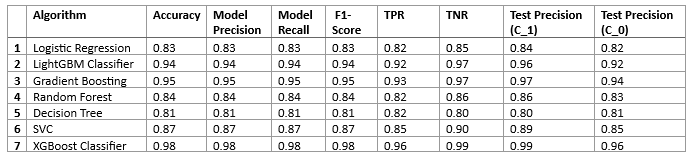 Algorithm Accuracy Model Precision Model Recall F1-Score TPR TNR Test Precision (C_1) Test Precision (C_0)
1 Logistic Regression 0.83 0.83 0.83 0.83 0.82 0.85 0.84 0.82
2 LightGBM Classifier 0.94 0.94 0.94 0.94 0.92 0.97 0.96 0.92
3 Gradient Boosting 0.95 0.95 0.95 0.95 0.93 0.97 0.97 0.94
4 Random Forest 0.84 0.84 0.84 0.84 0.82 0.86 0.86 0.83
5 Decision Tree 0.81 0.81 0.81 0.81 0.82 0.80 0.80 0.81
6 SVC 0.87 0.87 0.87 0.87 0.85 0.90 0.89 0.85
7 XGBoost Classifier 0.98 0.98 0.98 0.98 0.96 0.99 0.99 0.96